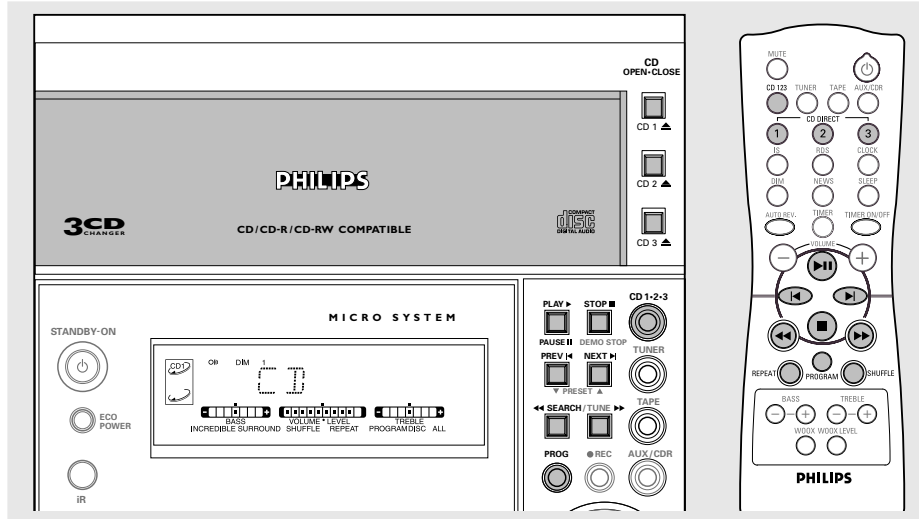 CD
OPEN•CLOSE
CD 1
CD 2
CD 3
PHILIPS
3CD
CHANGER
CD/CD-R/CD-RW COMPATIBLE
COMPACT
disc
DIGITAL AUDIO
MICRO SYSTEM
STANDBY-ON
ECO
POWER
iR
CD1
DIM 1
CD
BASS VOLUME • LEVEL TREBLE
INCREDIBLE SURROUND SHUFFLE REPEAT PROGRAM DISC ALL
PLAY STOP CD 1•2•3
PAUSE DEMO STOP
PREV NEXT TUNER
PRESET
SEARCH/TUNE TAPE
PROG REC AUX/CDR
MUTE
CD 123 TUNER TAPE AUX/CDR
CD DIRECT
1 2 3
IS RDS CLOCK
DIM NEWS SLEEP
AUTO REV. TIMER TIMER ON/OFF
VOLUME
REPEAT PROGRAM SHUFFLE
BASS TREBLE
WOOX WOOX LEVEL
PHILIPS